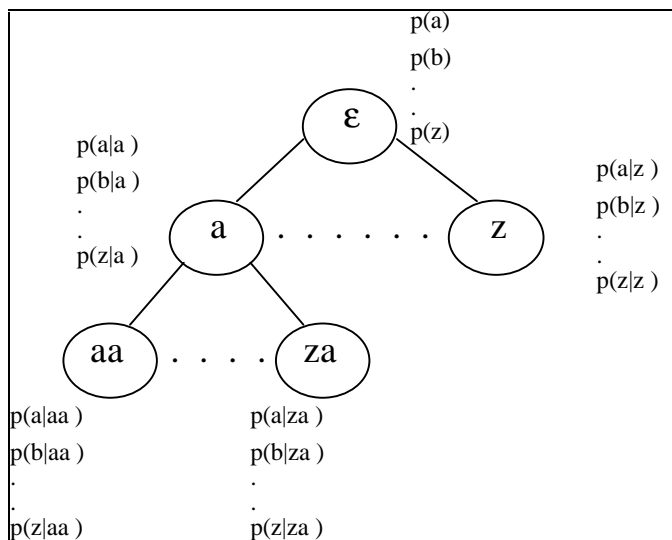 p(a)
p(b)
.
.
p(z)
ε
p(a|a )
p(b|a )
.
.
p(z|a )
a . . . . . . z
p(a|z )
p(b|z )
.
.
p(z|z )
aa . . . . za
p(a|aa )
p(b|aa )
.
.
p(z|aa )
p(a|za )
p(b|za )
.
.
p(z|za )